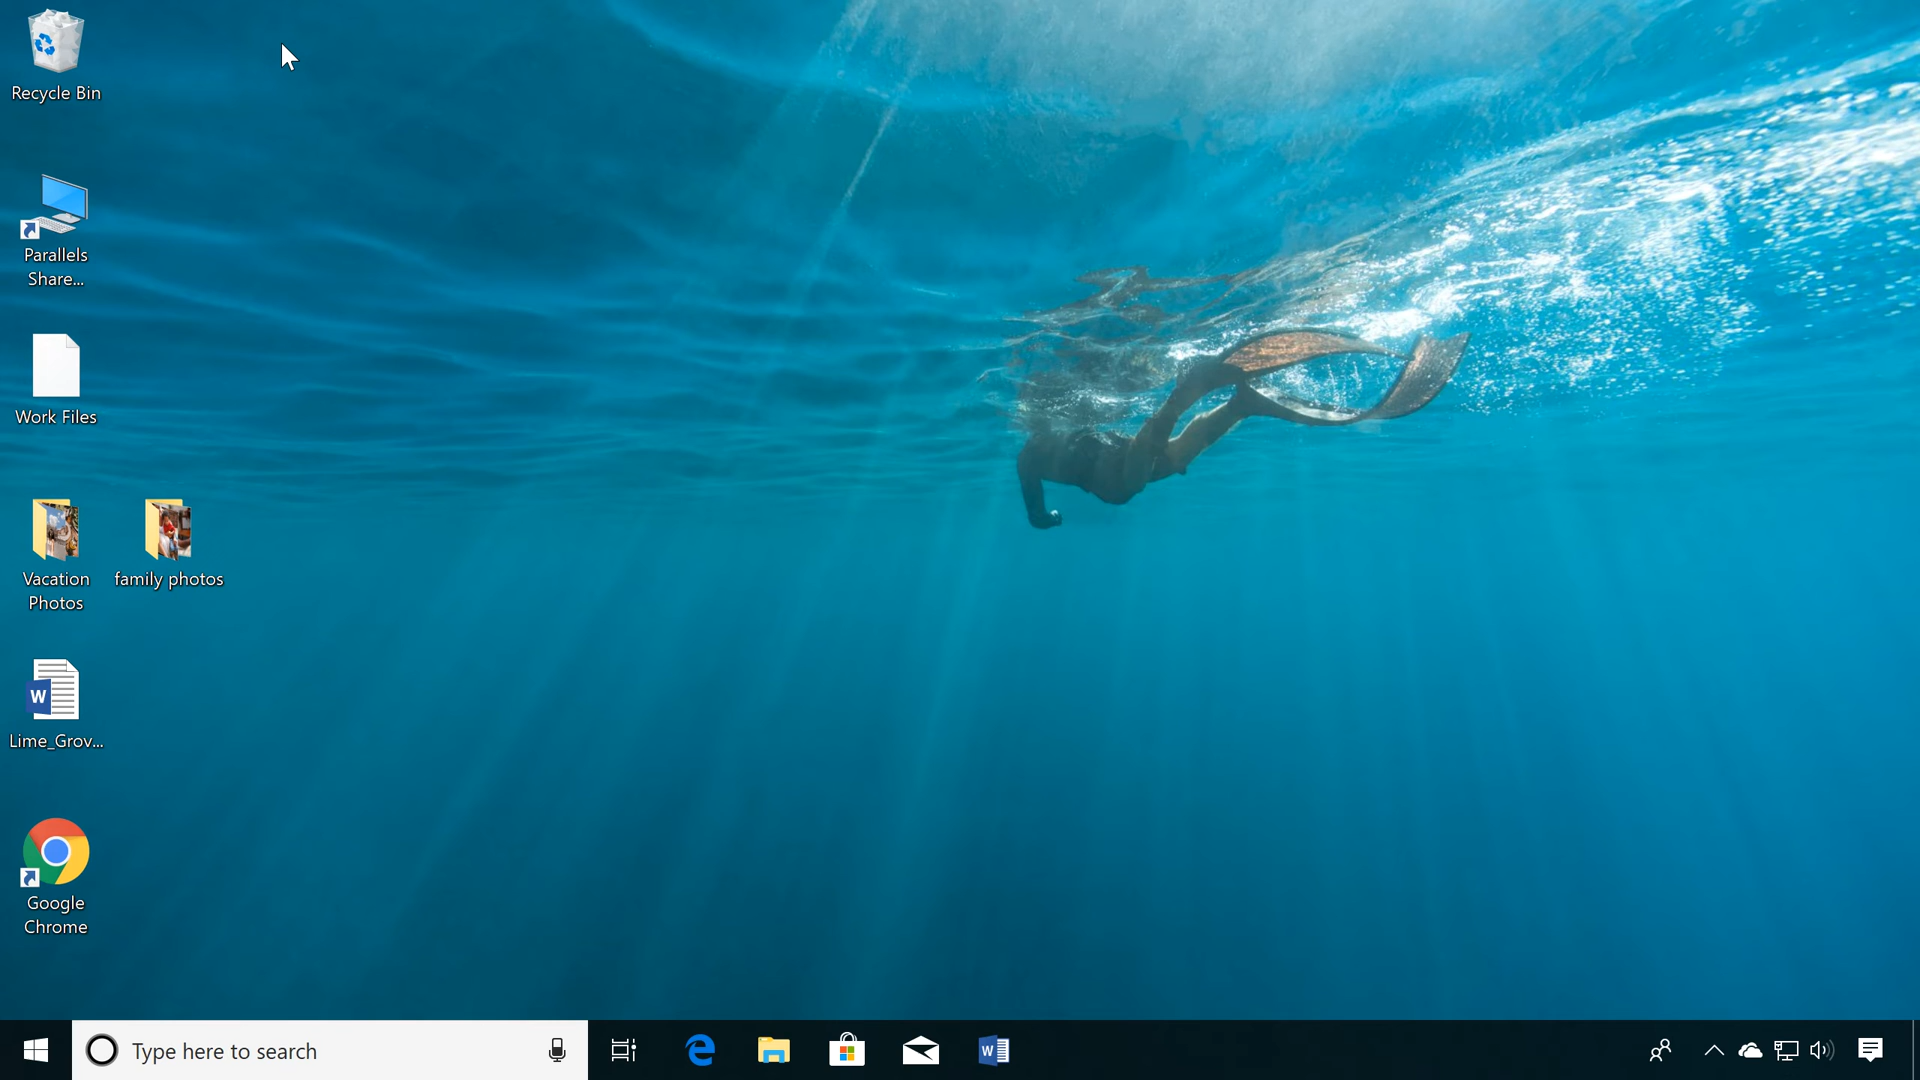 Recycle Bin
Parallels
Share...
Work Files
Vacation
Photos
family photos
W
Lime_Grov...
Google
Chrome
Type here to search
W